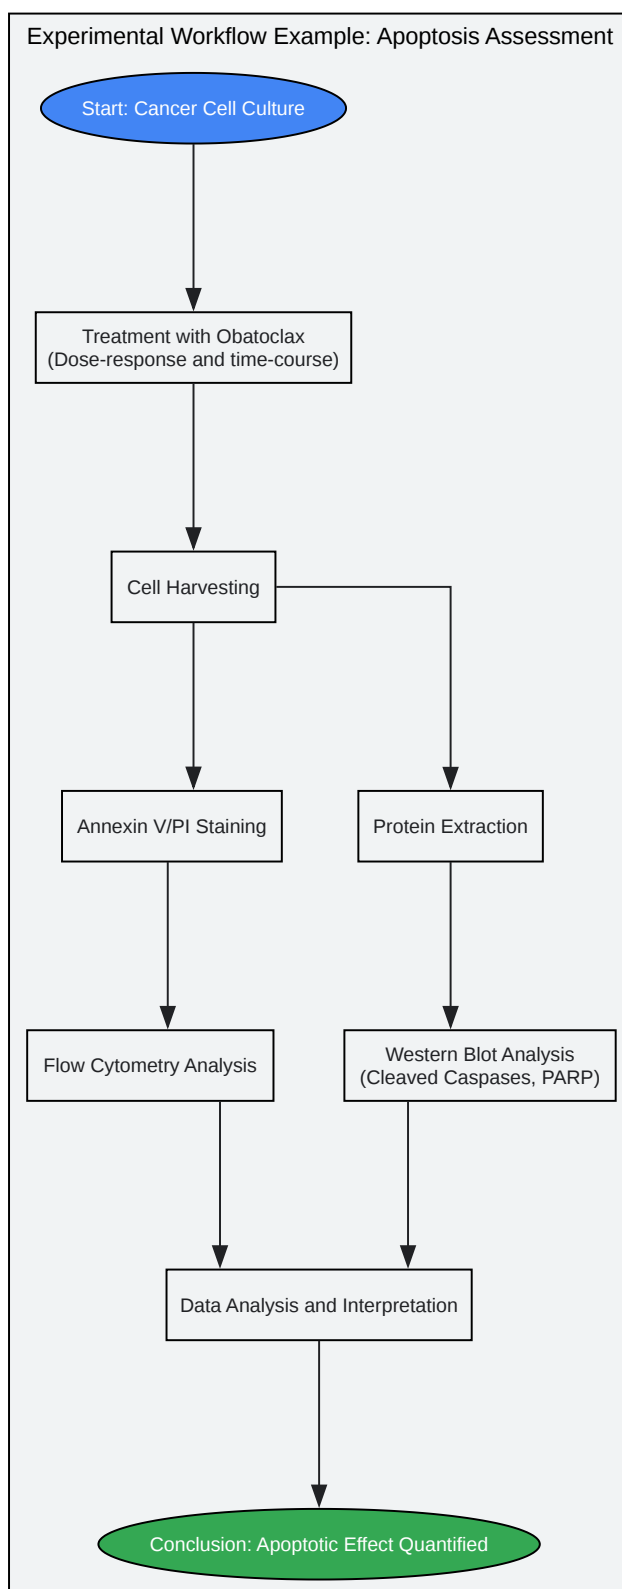 Experimental Workflow Example: Apoptosis Assessment
Start: Cancer Cell Culture
Treatment with Obatoclax
(Dose-response and time-course)
Cell Harvesting
Annexin V/PI Staining
Protein Extraction
Flow Cytometry Analysis
Western Blot Analysis
(Cleaved Caspases, PARP)
Data Analysis and Interpretation
Conclusion: Apoptotic Effect Quantified